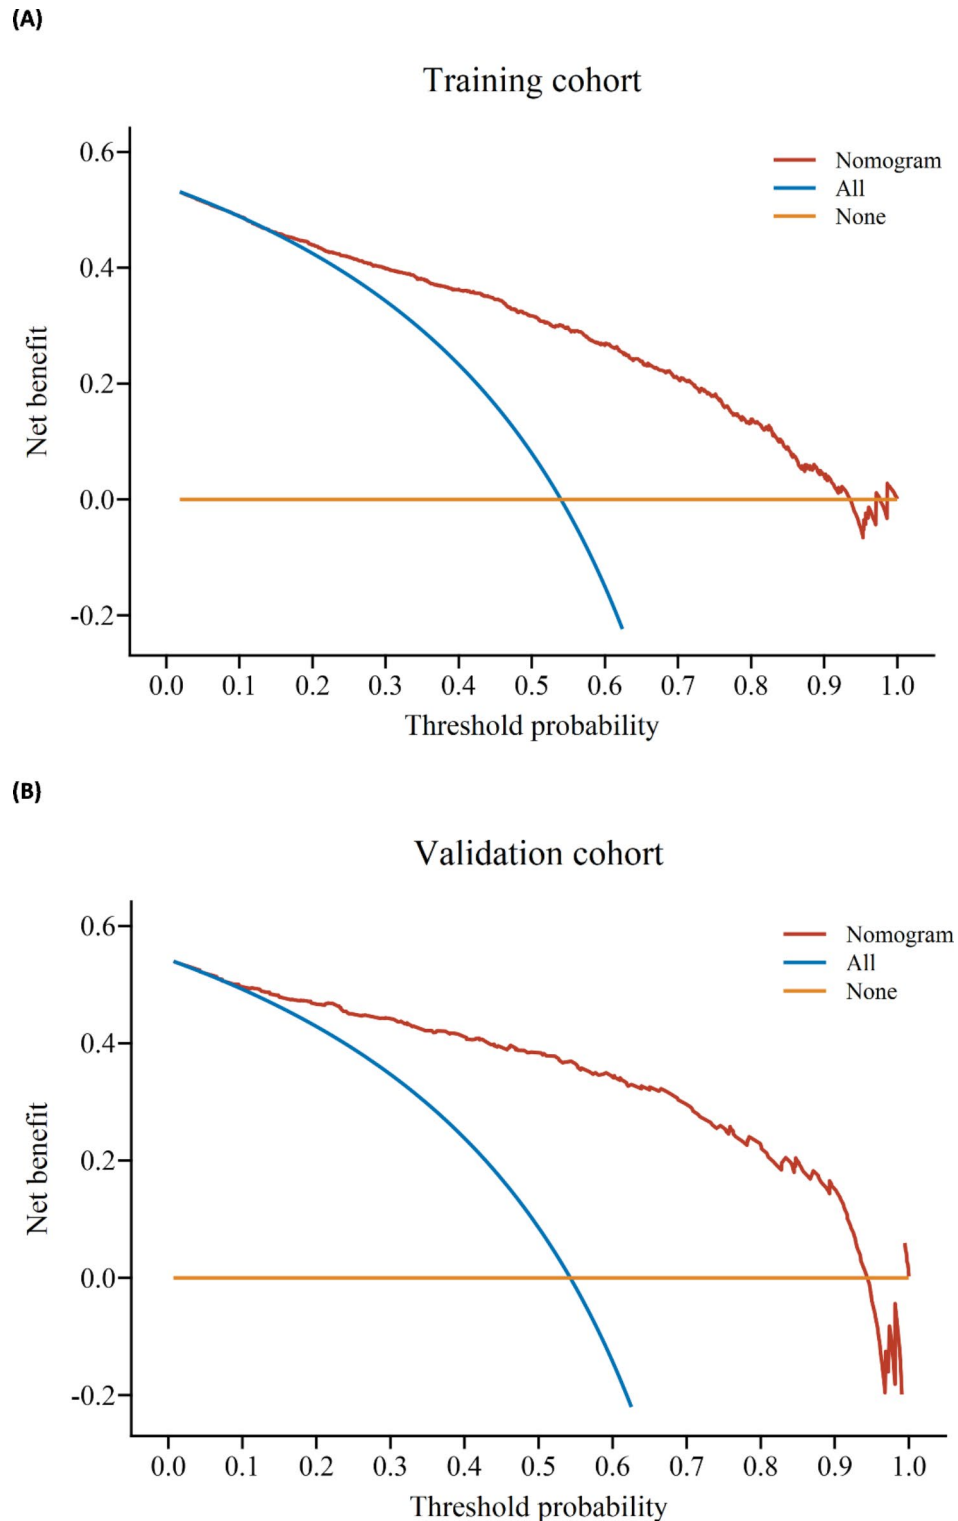 (A)
Training cohort
Nomogram
All
None
Net benefit
0.6
0.4
0.2
0.0
-0.2
0.0 0.1 0.2 0.3 0.4 0.5 0.6 0.7 0.8 0.9 1.0
Threshold probability
(B)
Validation cohort
Nomogram
All
None
Net benefit
0.6
0.4
0.2
0.0
-0.2
0.0 0.1 0.2 0.3 0.4 0.5 0.6 0.7 0.8 0.9 1.0
Threshold probability